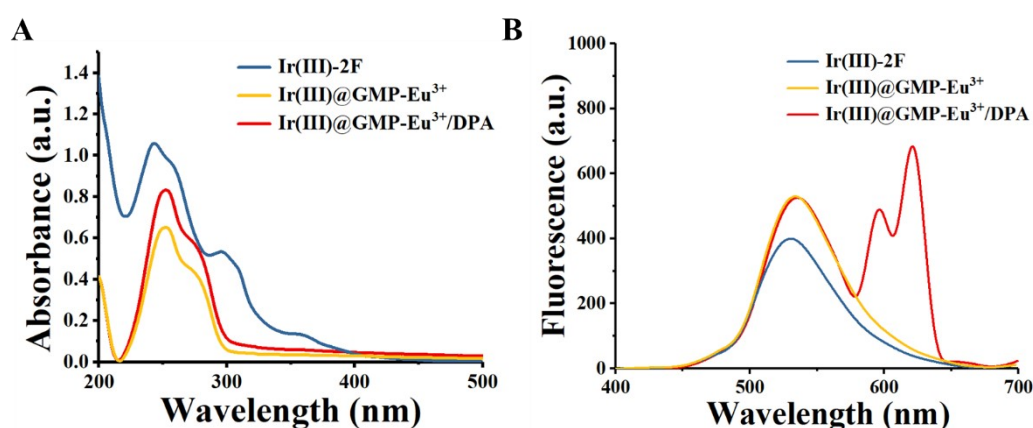 A
Absorbance (a.u.)
1.4
1.2
1.0
0.8
0.6
0.4
0.2
0.0
200
300
400
500
Wavelength (nm)
Ir(III)-2F
Ir(III)@GMP-Eu³⁺
Ir(III)@GMP-Eu³⁺/DPA
B
Fluorescence (a.u.)
1000
800
600
400
200
0
400
500
600
700
Wavelength (nm)
Ir(III)-2F
Ir(III)@GMP-Eu³⁺
Ir(III)@GMP-Eu³⁺/DPA